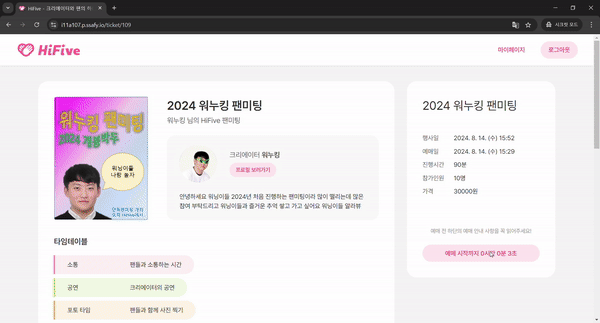 HiFive - 크리에이터와 팬의 거
i11a107.p.ssafy.io/ticket/109
시크릿 모드
HiFive
마이페이지
로그아웃
워누킹 팬미팅
2024 개봉박두
워닝이들
나랑 놀자
2024 워누킹 팬미팅
워누킹 님의 HiFive 팬미팅
크리에이터 워누킹
프로필 보러가기
안녕하세요 워닝이들 2024년 처음 진행하는 팬미팅이라 많이 떨리는데 많은
참여 부탁드리고 워닝이들과 즐거운 추억 쌓고 가고 싶어요 워닝이들 알라뷰
타임테이블
소통 팬들과 소통하는 시간
공연 크리에이터의 공연
포토 타임 팬들과 함께 사진 찍기
2024 워누킹 팬미팅
행사일 2024. 8. 14. (수) 15:52
예매일 2024. 8. 14. (수) 15:29
진행시간 90분
참가인원 10명
가격 30000원
예매 전 하단의 예매 안내 사항을 꼭 읽어주세요!
예매 시작까지 0시간 0분 3초